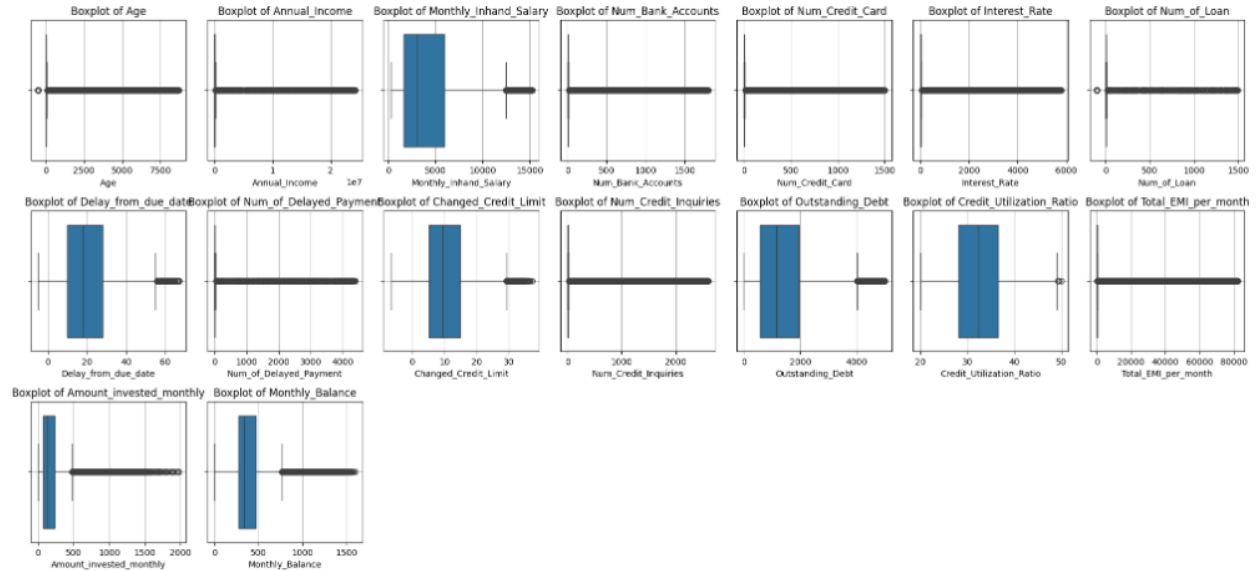 Boxplot of Age
Boxplot of Annual_Income
Boxplot of Monthly_Inhand_Salary
Boxplot of Num_Bank_Accounts
Boxplot of Num_Credit_Card
Boxplot of Interest_Rate
Boxplot of Num_of_Loan
0 2500 5000 7500
0 1 2
1e7
0 5000 10000 15000
0 500 1000 1500
0 500 1000 1500
0 2000 4000 6000
0 500 1000 1500
Age
Annual_Income
Monthly_Inhand_Salary
Num_Bank_Accounts
Num_Credit_Card
Interest_Rate
Num_of_Loan
Boxplot of Delay_from_due_date
Boxplot of Num_of_Delayed_Payment
Boxplot of Changed_Credit_Limit
Boxplot of Num_Credit_Inquiries
Boxplot of Outstanding_Debt
Boxplot of Credit_Utilization_Ratio
Boxplot of Total_EMI_per_month
0 20 40 60
0 1000 2000 3000 4000
0 10 20 30
0 1000 2000
0 2000 4000
20 30 40 50
0 20000 40000 60000 80000
Delay_from_due_date
Num_of_Delayed_Payment
Changed_Credit_Limit
Num_Credit_Inquiries
Outstanding_Debt
Credit_Utilization_Ratio
Total_EMI_per_month
Boxplot of Amount_invested_monthly
Boxplot of Monthly_Balance
0 500 1000 1500 2000
0 500 1000 1500
Amount_invested_monthly
Monthly_Balance